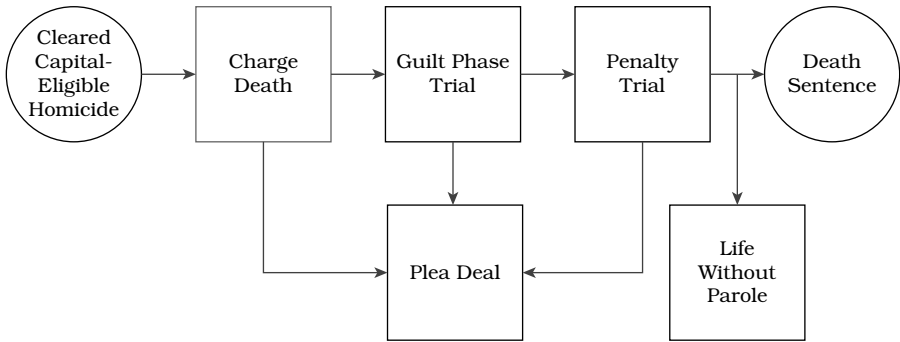 Cleared
Capital-
Eligible
Homicide
Charge
Death
Guilt Phase
Trial
Penalty
Trial
Death
Sentence
Plea Deal
Life
Without
Parole